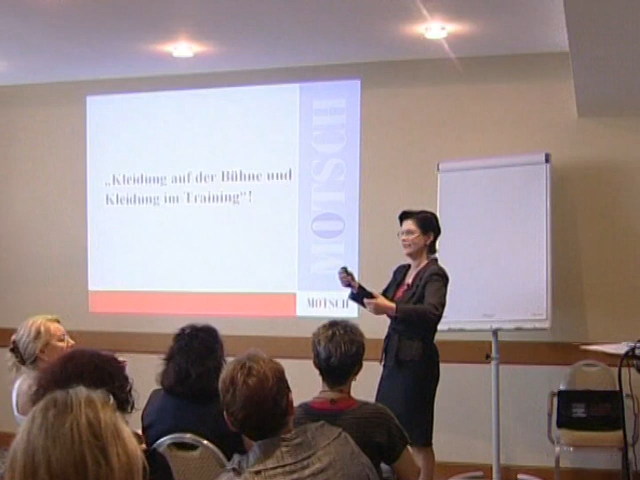 „Kleidung auf der Bühne und
Kleidung im Training“!
MOTSCH
MOTSCH